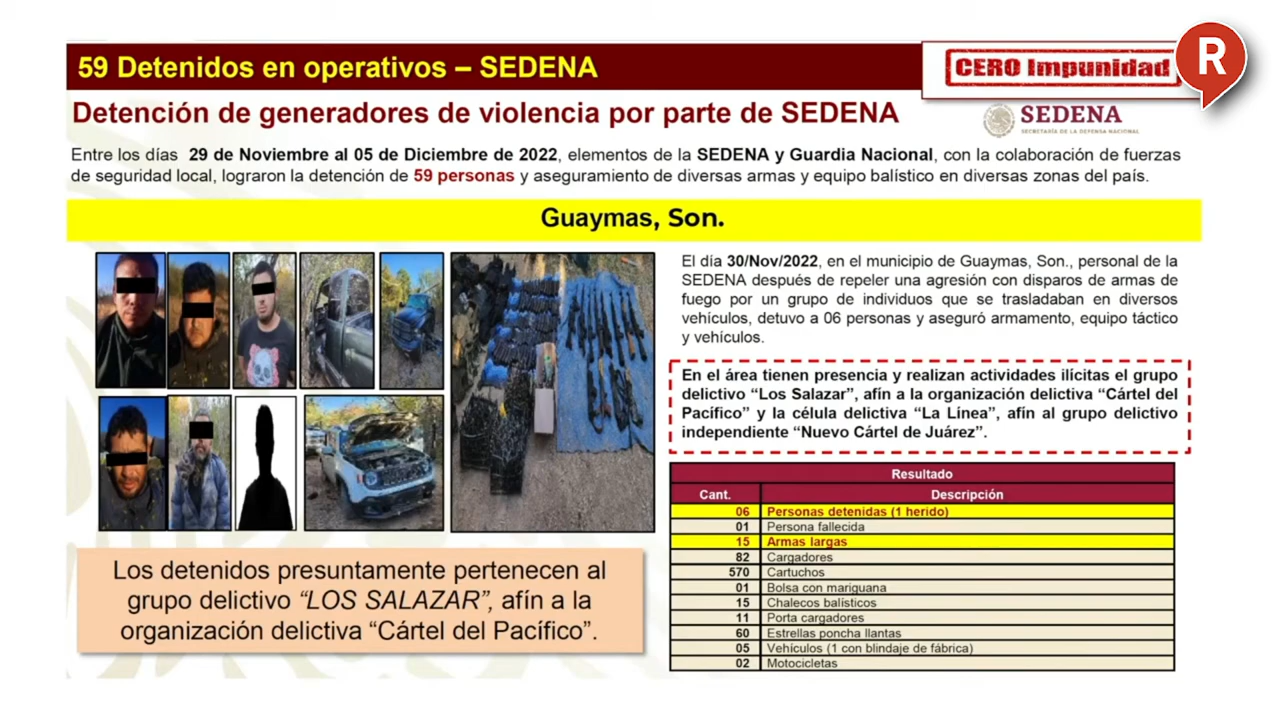 59 Detenidos en operativos – SEDENA
CERO Impunidad
R
Detención de generadores de violencia por parte de SEDENA
SEDENA
SECRETARÍA DE LA DEFENSA NACIONAL
Entre los días 29 de Noviembre al 05 de Diciembre de 2022, elementos de la SEDENA y Guardia Nacional, con la colaboración de fuerzas
de seguridad local, lograron la detención de 59 personas y aseguramiento de diversas armas y equipo balístico en diversas zonas del país.
Guaymas, Son.
El día 30/Nov/2022, en el municipio de Guaymas, Son., personal de la
SEDENA después de repeler una agresión con disparos de armas de
fuego por un grupo de individuos que se trasladaban en diversos
vehículos, detuvo a 06 personas y aseguró armamento, equipo táctico
y vehículos.
En el área tienen presencia y realizan actividades ilícitas el grupo
delictivo “Los Salazar”, afín a la organización delictiva “Cártel del
Pacífico” y la célula delictiva “La Línea”, afín al grupo delictivo
independiente “Nuevo Cártel de Juárez”.
Los detenidos presuntamente pertenecen al
grupo delictivo “LOS SALAZAR”, afín a la
organización delictiva “Cártel del Pacífico”.
Resultado
Cant. Descripción
06 Personas detenidas (1 herido)
01 Persona fallecida
15 Armas largas
82 Cargadores
570 Cartuchos
01 Bolsa con mariguana
15 Chalecos balísticos
11 Porta cargadores
60 Estrellas poncha llantas
05 Vehículos (1 con blindaje de fábrica)
02 Motocicletas